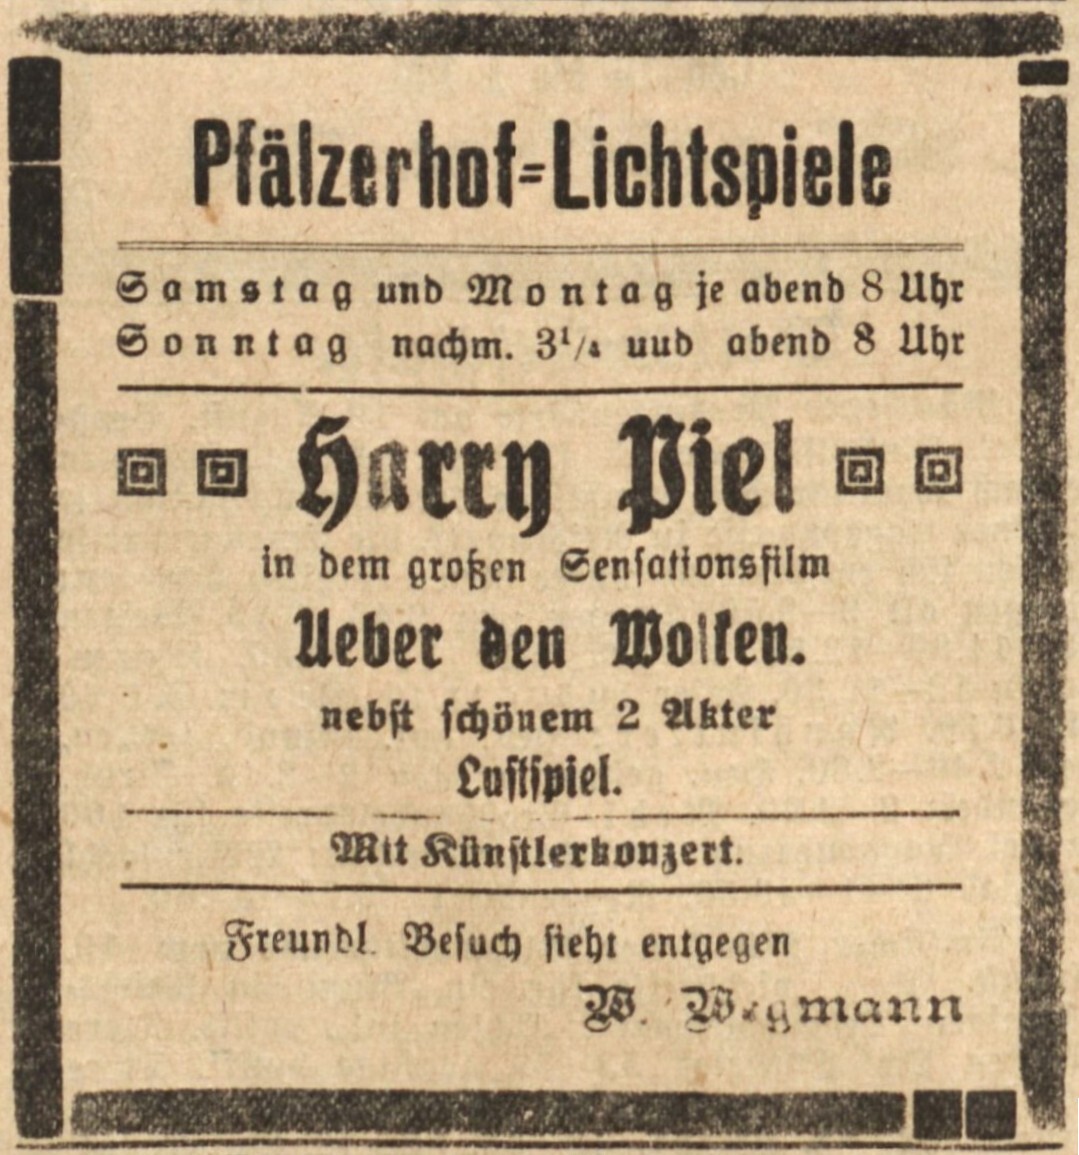 Pfälzerhof=Lichtspiele
Samstag und Montag je abend 8 Uhr
Sonntag nachm. 3¹/₄ uud abend 8 Uhr
Harry Piel
in dem großen Sensationsfilm
Ueber den Wolken.
nebst schönem 2 Akter
Lustspiel.
Mit Künstlerkonzert.
Freundl. Besuch sieht entgegen
W.